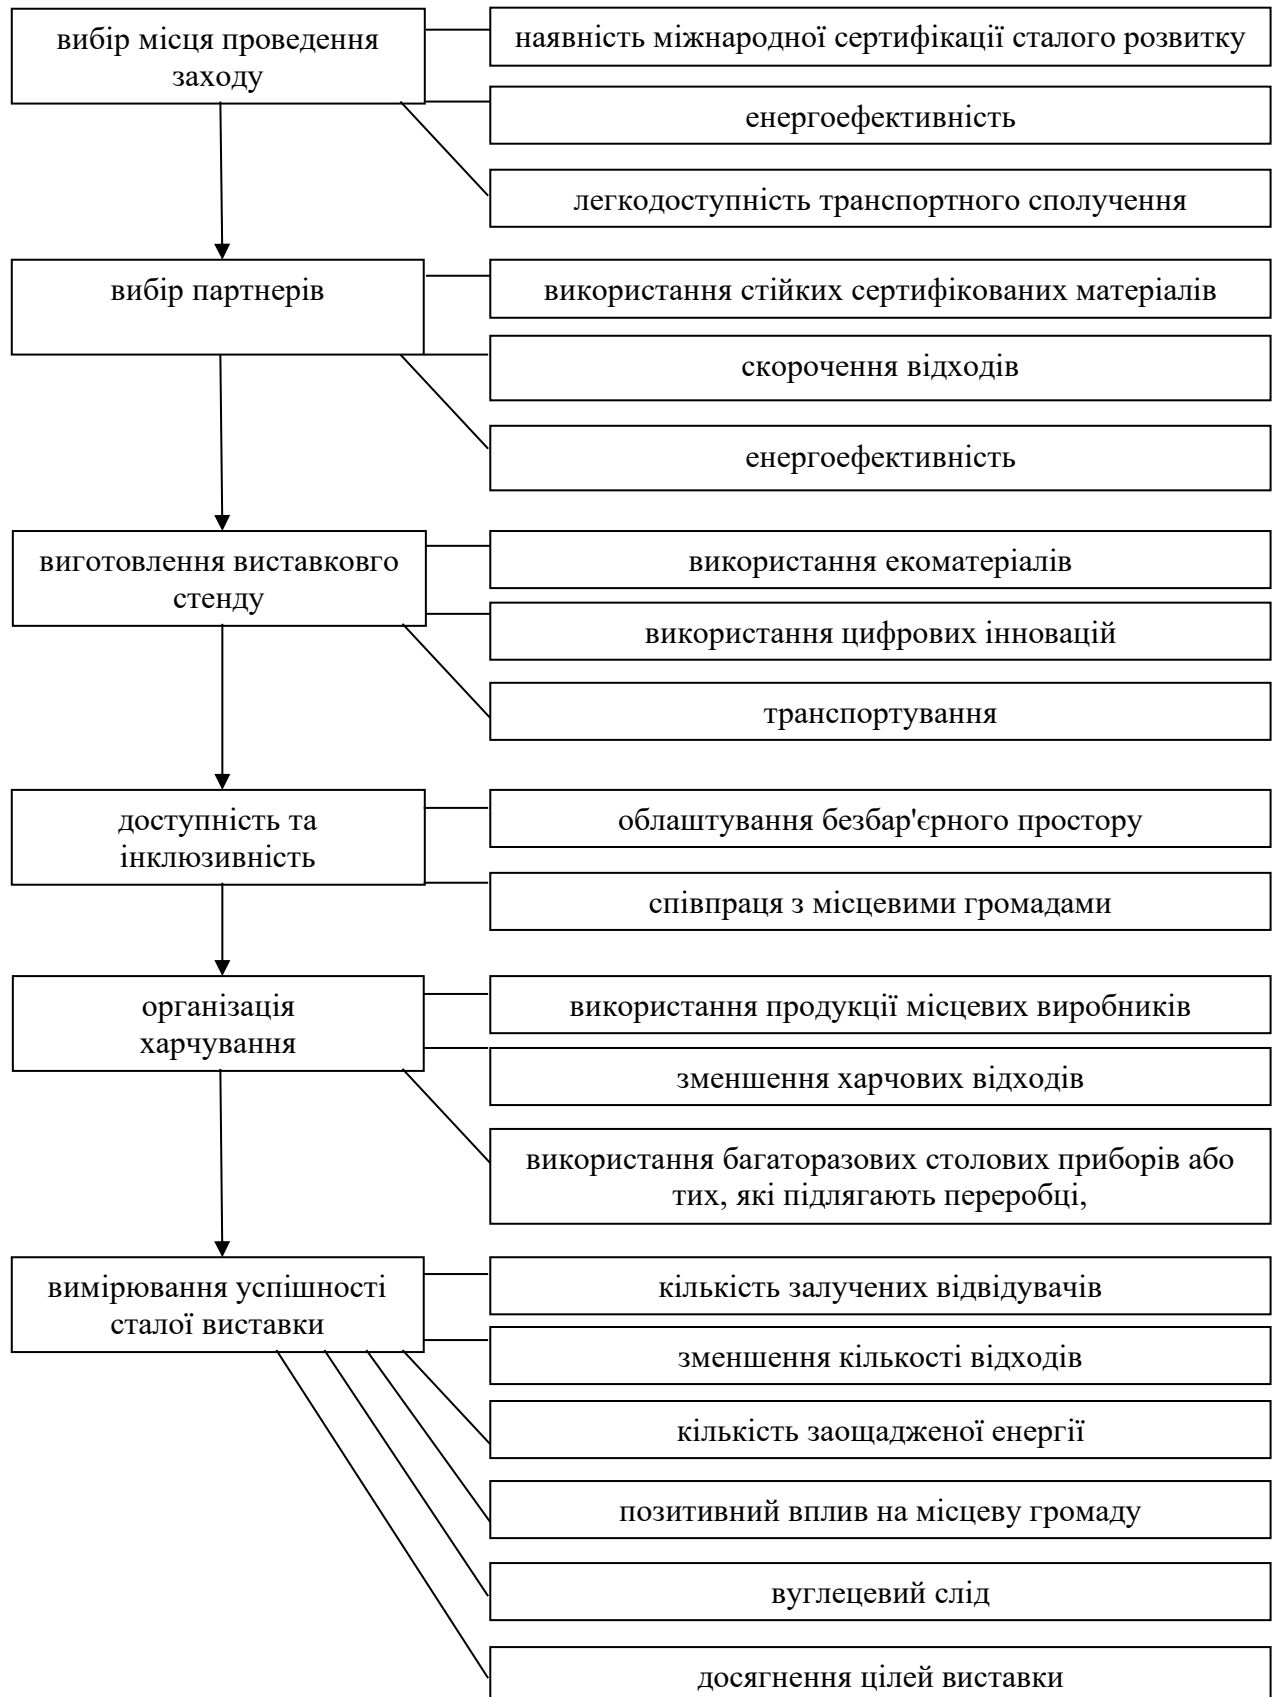 вибір місця проведення
заходу
наявність міжнародної сертифікації сталого розвитку
енергоефективність
легкодоступність транспортного сполучення
вибір партнерів
використання стійких сертифікованих матеріалів
скорочення відходів
енергоефективність
виготовлення виставковго
стенду
використання екоматеріалів
використання цифрових інновацій
транспортування
доступність та
інклюзивність
облаштування безбар'єрного простору
співпраця з місцевими громадами
організація
харчування
використання продукції місцевих виробників
зменшення харчових відходів
використання багаторазових столових приборів або
тих, які підлягають переробці,
вимірювання успішності
сталої виставки
кількість залучених відвідувачів
зменшення кількості відходів
кількість заощадженої енергії
позитивний вплив на місцеву громаду
вуглецевий слід
досягнення цілей виставки